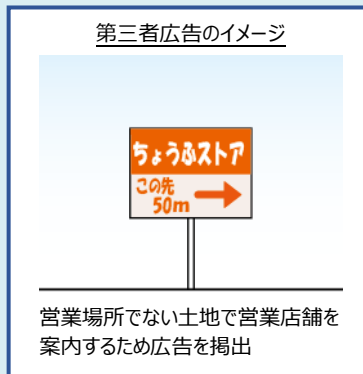 第三者広告のイメージ
ちょうふストア
この先
50m
営業場所でない土地で営業店舗を
案内するため広告を掲出